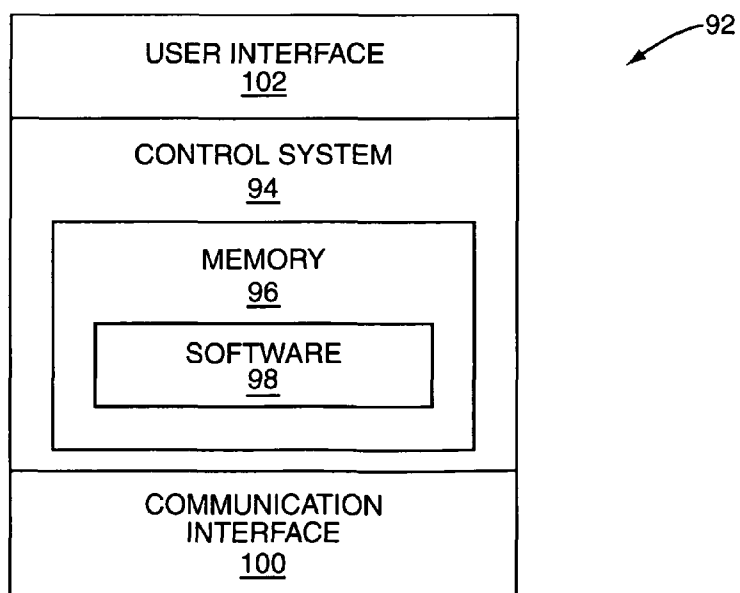 92
USER INTERFACE
102
CONTROL SYSTEM
94
MEMORY
96
SOFTWARE
98
COMMUNICATION
INTERFACE
100